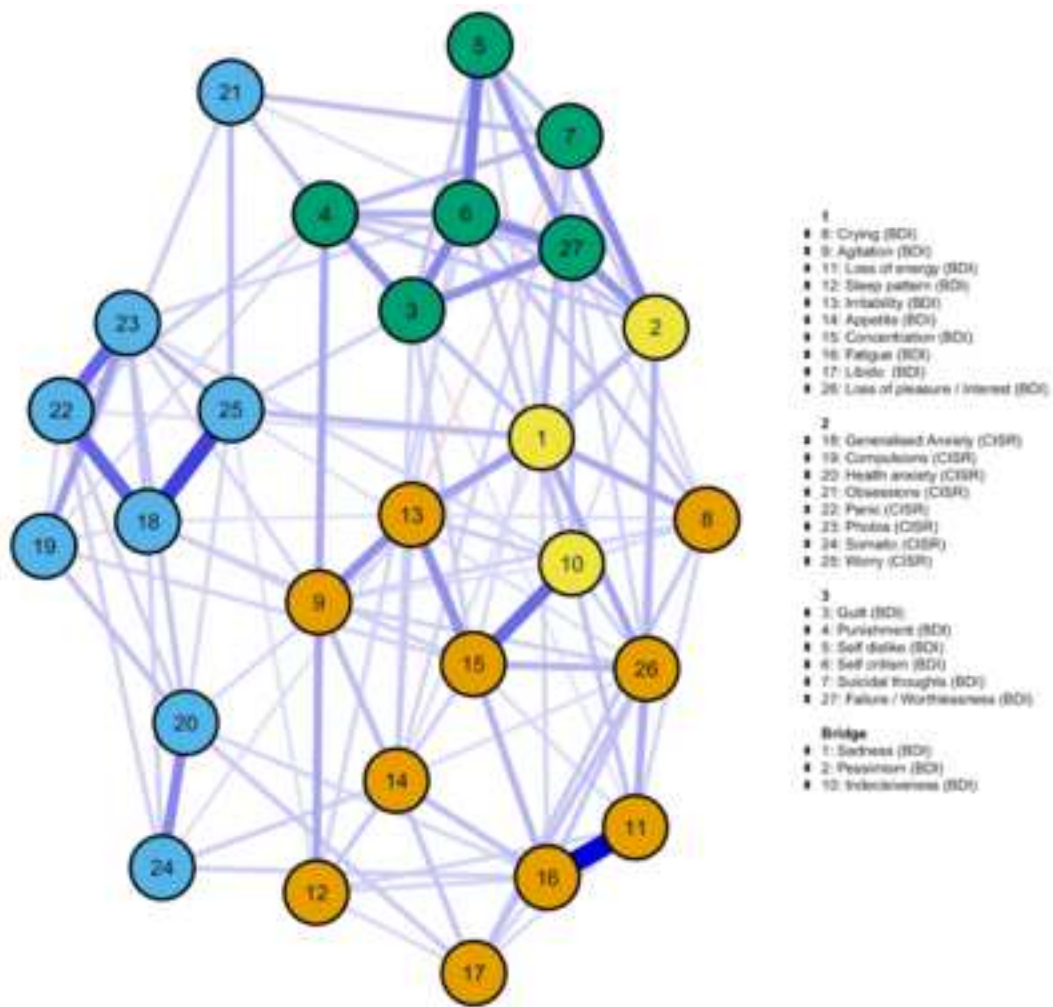 5
21
7
4
6
27
3
2
23
22
25
1
18
13
8
19
10
9
15
26
20
14
11
24
12
16
17
1
8: Crying (BDI)
9: Agitation (BDI)
11: Loss of energy (BDI)
12: Sleep pattern (BDI)
13: Irritability (BDI)
14: Appetite (BDI)
15: Concentration (BDI)
16: Fatigue (BDI)
17: Libido (BDI)
26: Loss of pleasure / Interest (BDI)
2
18: Generalised Anxiety (CISR)
19: Compulsions (CISR)
20: Health anxiety (CISR)
21: Obsessions (CISR)
22: Panic (CISR)
23: Phobia (CISR)
24: Somatic (CISR)
25: Worry (CISR)
3
3: Guilt (BDI)
4: Punishment (BDI)
5: Self dislike (BDI)
6: Self critism (BDI)
7: Suicidal thoughts (BDI)
27: Failure / Worthlessness (BDI)
Bridge
1: Sadness (BDI)
2: Pessimism (BDI)
10: Indecisiveness (BDI)